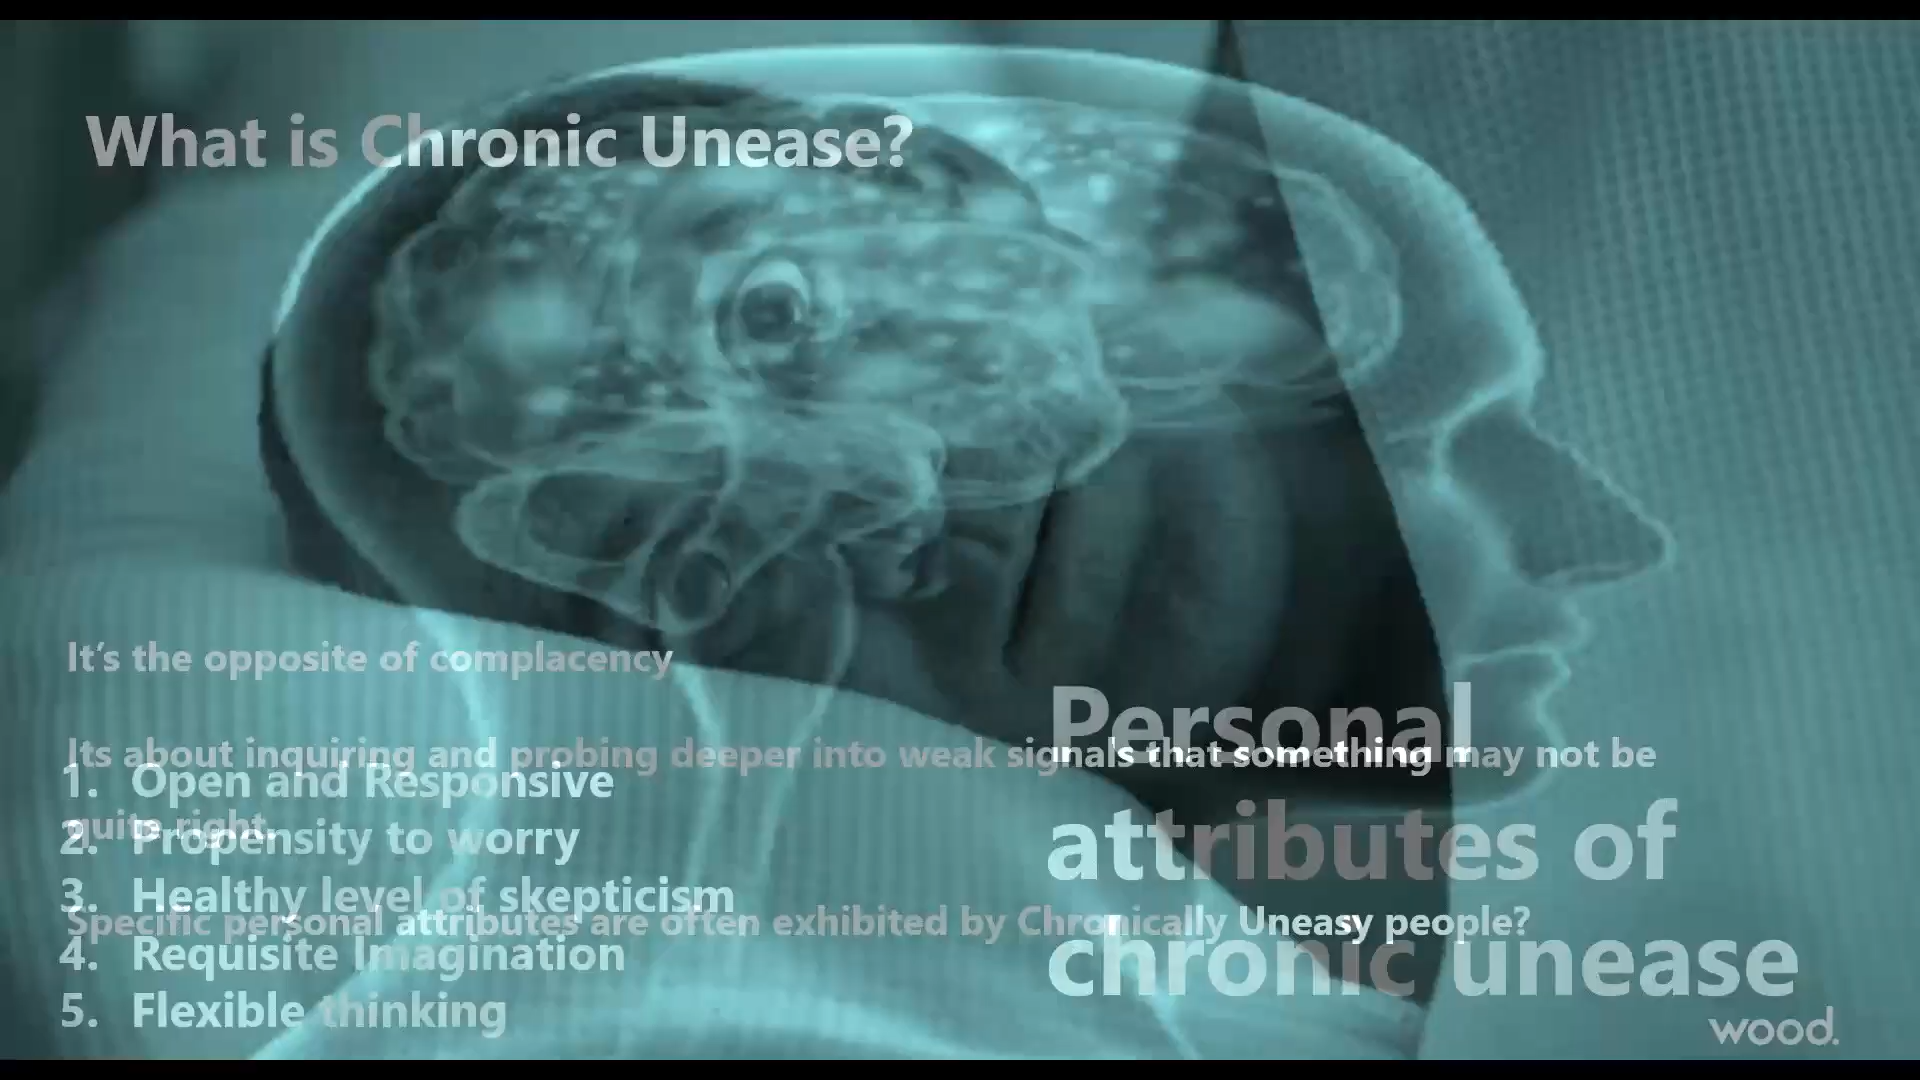 What is Chronic Unease?
It's the opposite of complacency
Its about inquiring and probing deeper into weak signals that something may not be
quite right.
Specific personal attributes are often exhibited by Chronically Uneasy people?
1. Open and Responsive
2. Propensity to worry
3. Healthy level of skepticism
4. Requisite Imagination
5. Flexible thinking
Personal
attributes of
chronic unease
wood.